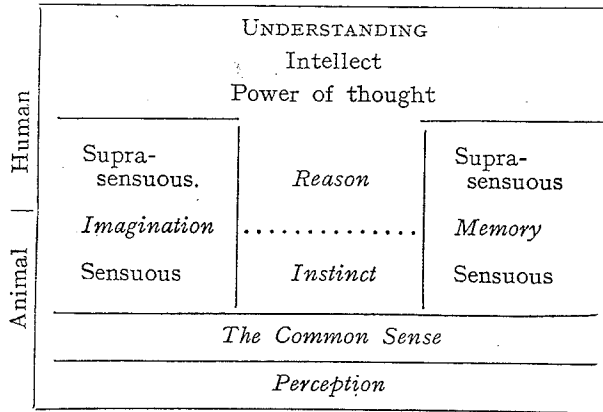 UNDERSTANDING
Intellect
Power of thought
Human
Supra-
sensuous.
Reason
Supra-
sensuous
Imagination
..............
Memory
Animal
Sensuous
Instinct
Sensuous
The Common Sense
Perception